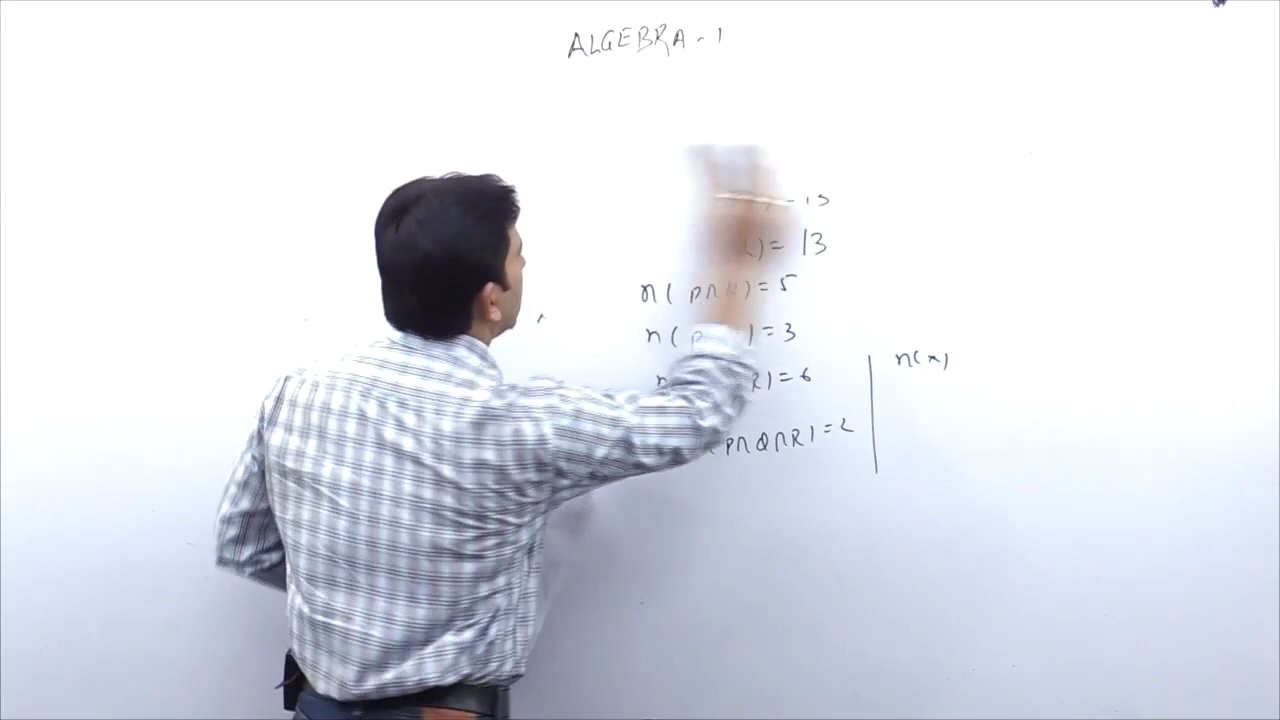 ALGEBRA - 1
) = 13
n( P∩ ) = 5
n( P ) = 3
R) = 6
P∩Q∩R) = 2
n(x)